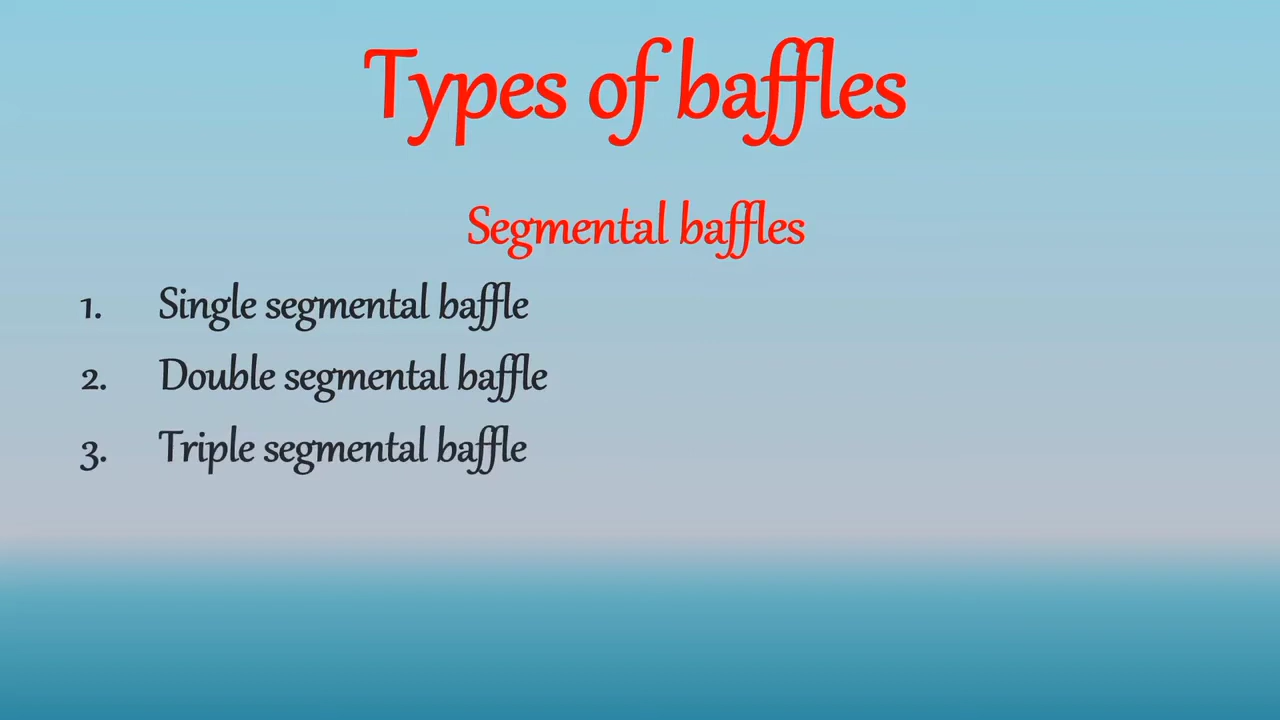 Types of baffles
Segmental baffles
1. Single segmental baffle
2. Double segmental baffle
3. Triple segmental baffle